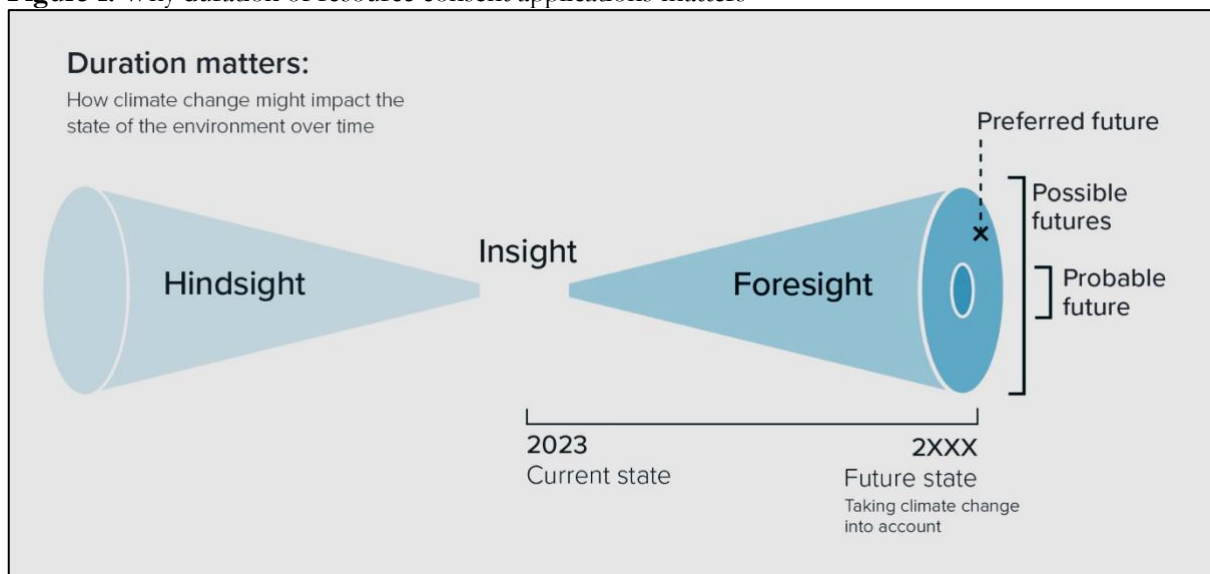 Figure 1. Why duration of resource consent applications matters
Duration matters:
How climate change might impact the
state of the environment over time
Hindsight
Insight
Foresight
Preferred future
Possible
futures
Probable
future
2023
Current state
2XXX
Future state
Taking climate change
into account